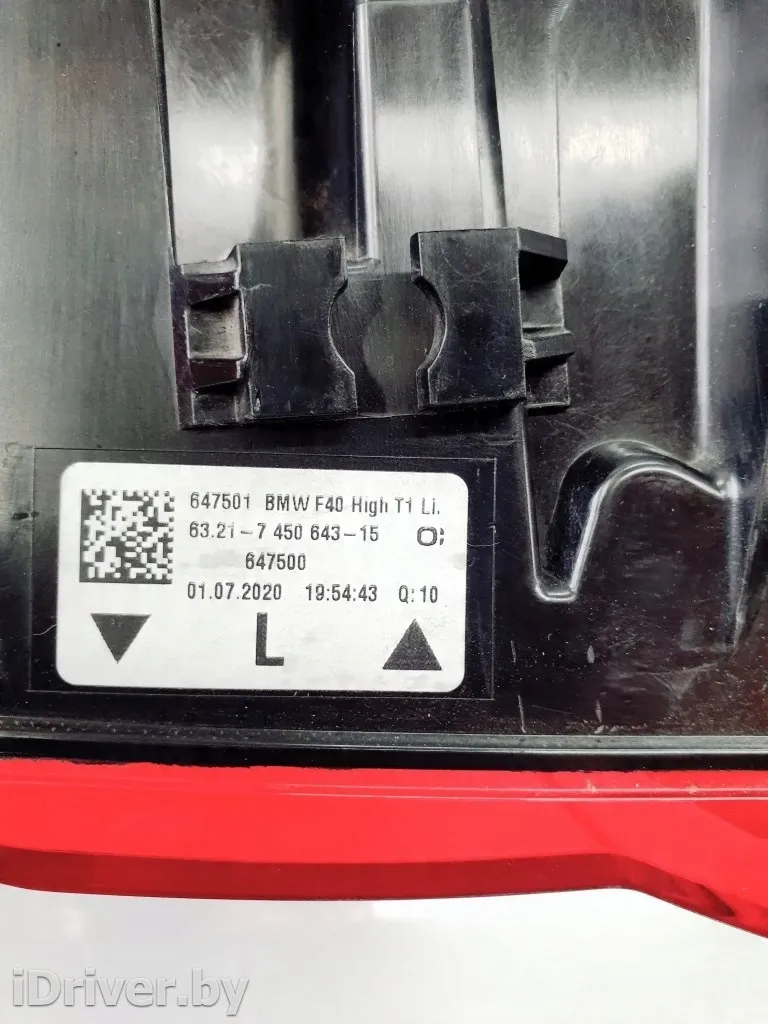 647501 BMW F40 High T1 Li.
63.21-7 450 643-15 O;
647500
01.07.2020 19:54:43 Q:10
L
iDriver.by